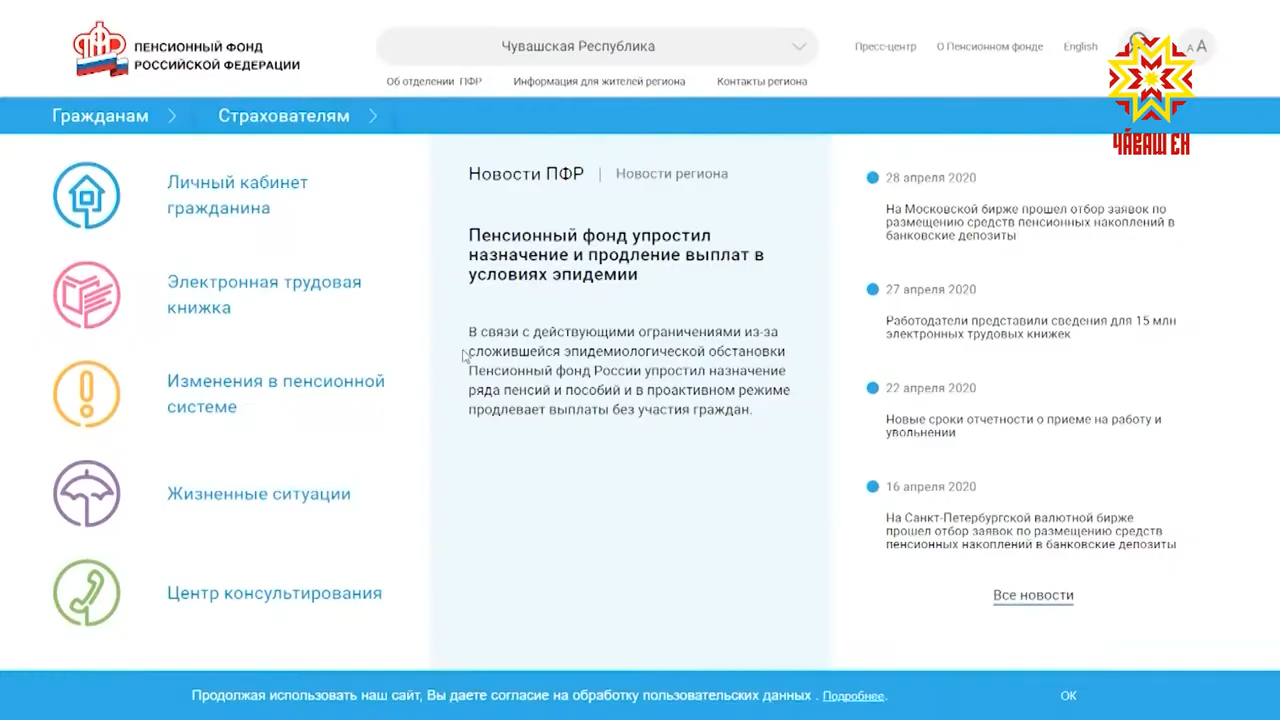 ПЕНСИОННЫЙ ФОНД
РОССИЙСКОЙ ФЕДЕРАЦИИ
Чувашская Республика
Пресс-центр
О Пенсионном фонде
English
А А
Об отделении ПФР
Информация для жителей региона
Контакты региона
ЧӐВАШ ЕН
Гражданам
Страхователям
Личный кабинет
гражданина
Электронная трудовая
книжка
Изменения в пенсионной
системе
Жизненные ситуации
Центр консультирования
Новости ПФР | Новости региона
Пенсионный фонд упростил
назначение и продление выплат в
условиях эпидемии
В связи с действующими ограничениями из-за
сложившейся эпидемиологической обстановки
Пенсионный фонд России упростил назначение
ряда пенсий и пособий и в проактивном режиме
продлевает выплаты без участия граждан.
28 апреля 2020
На Московской бирже прошел отбор заявок по
размещению средств пенсионных накоплений в
банковские депозиты
27 апреля 2020
Работодатели представили сведения для 15 млн
электронных трудовых книжек
22 апреля 2020
Новые сроки отчетности о приеме на работу и
увольнении
16 апреля 2020
На Санкт-Петербургской валютной бирже
прошел отбор заявок по размещению средств
пенсионных накоплений в банковские депозиты
Все новости
Продолжая использовать наш сайт, Вы даете согласие на обработку пользовательских данных . Подробнее.
ОК